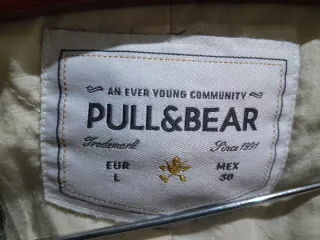 AN EVER YOUNG COMMUNITY
PULL&BEAR
Trademark Since 1991
EUR MEX
L 30